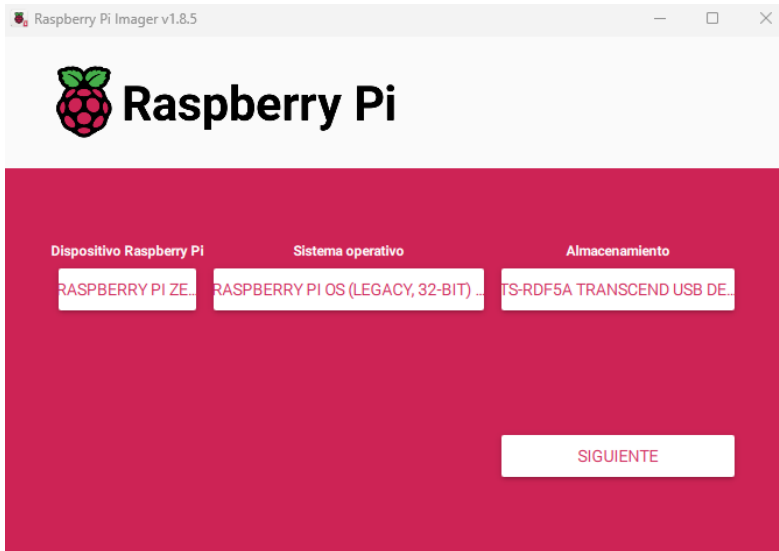 Raspberry Pi Imager v1.8.5
Raspberry Pi
Dispositivo Raspberry Pi
Sistema operativo
Almacenamiento
RASPBERRY PI ZE..
RASPBERRY PI OS (LEGACY, 32-BIT) ...
TS-RDF5A TRANSCEND USB DE..
SIGUIENTE